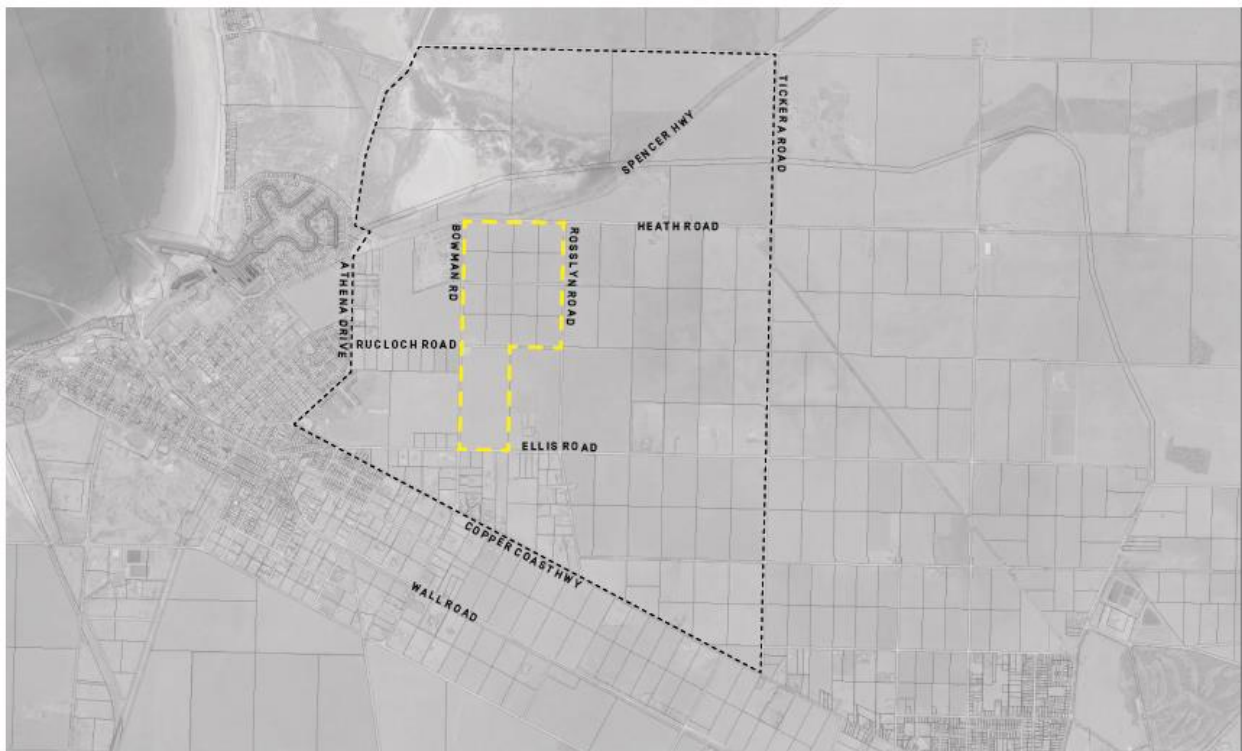 TICKERA ROAD
SPENCER HWY
BOWMAN RD
ROSSLYN ROAD
HEATH ROAD
ATHENA DRIVE
RUCLOCH ROAD
ELLIS ROAD
COPPER COAST HWY
WALL ROAD